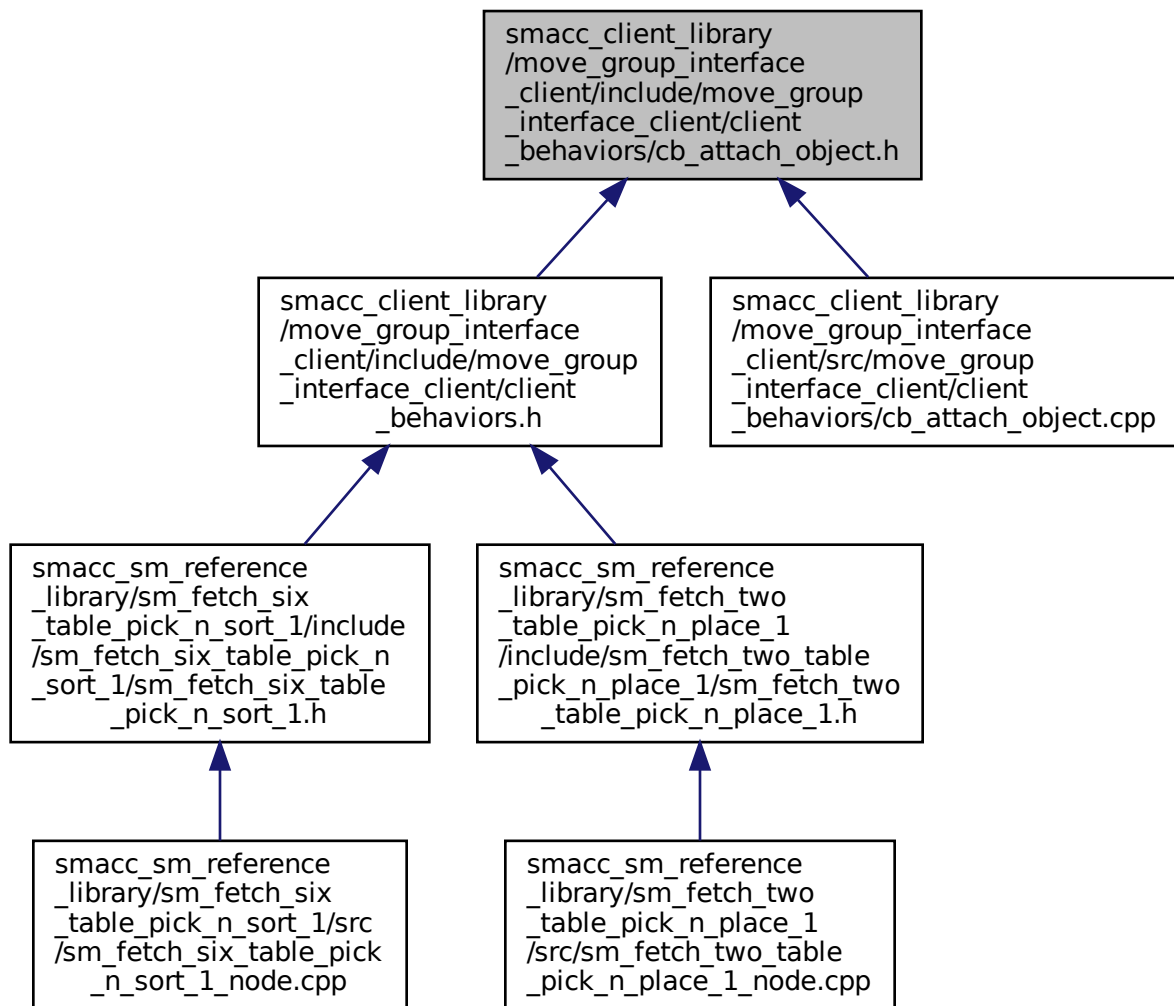 smacc_client_library
/move_group_interface
_client/include/move_group
_interface_client/client
_behaviors/cb_attach_object.h
smacc_client_library
/move_group_interface
_client/include/move_group
_interface_client/client
_behaviors.h
smacc_client_library
/move_group_interface
_client/src/move_group
_interface_client/client
_behaviors/cb_attach_object.cpp
smacc_sm_reference
_library/sm_fetch_six
_table_pick_n_sort_1/include
/sm_fetch_six_table_pick_n
_sort_1/sm_fetch_six_table
_pick_n_sort_1.h
smacc_sm_reference
_library/sm_fetch_two
_table_pick_n_place_1
/include/sm_fetch_two_table
_pick_n_place_1/sm_fetch_two
_table_pick_n_place_1.h
smacc_sm_reference
_library/sm_fetch_six
_table_pick_n_sort_1/src
/sm_fetch_six_table_pick
_n_sort_1_node.cpp
smacc_sm_reference
_library/sm_fetch_two
_table_pick_n_place_1
/src/sm_fetch_two_table
_pick_n_place_1_node.cpp